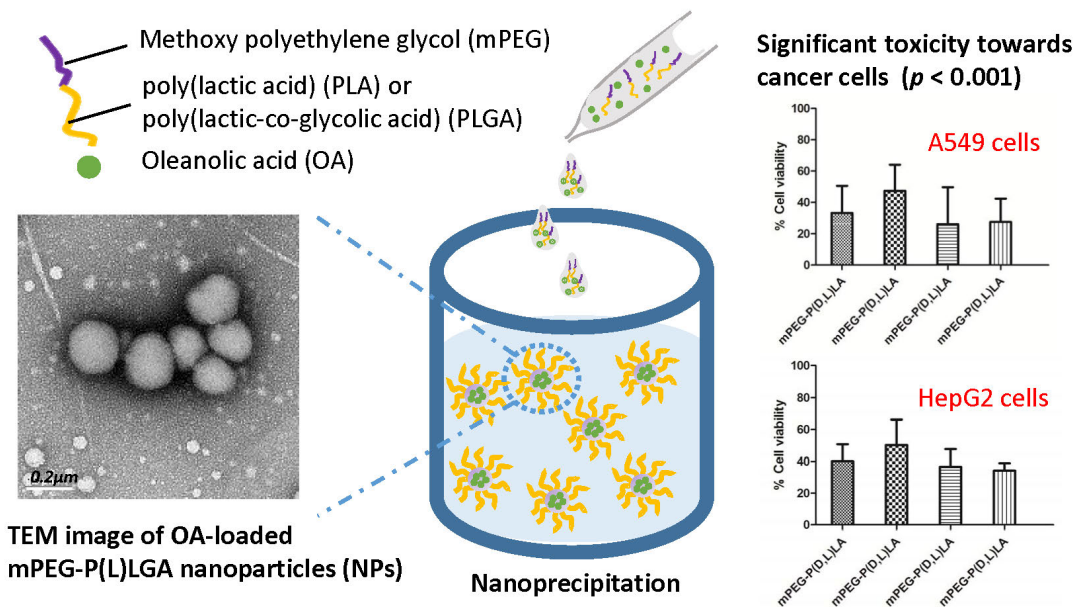 Methoxy polyethylene glycol (mPEG)
poly(lactic acid) (PLA) or
poly(lactic-co-glycolic acid) (PLGA)
Oleanolic acid (OA)
0.2µm
TEM image of OA-loaded
mPEG-P(L)LGA nanoparticles (NPs)
Nanoprecipitation
Significant toxicity towards
cancer cells (p < 0.001)
A549 cells
% Cell viability
100
80
60
40
20
0
mPEG-P(D,L)LA
mPEG-P(D,L)LA
mPEG-P(D,L)LA
mPEG-P(D,L)LA
HepG2 cells
% Cell viability
100
80
60
40
20
0
mPEG-P(D,L)LA
mPEG-P(D,L)LA
mPEG-P(D,L)LA
mPEG-P(D,L)LA